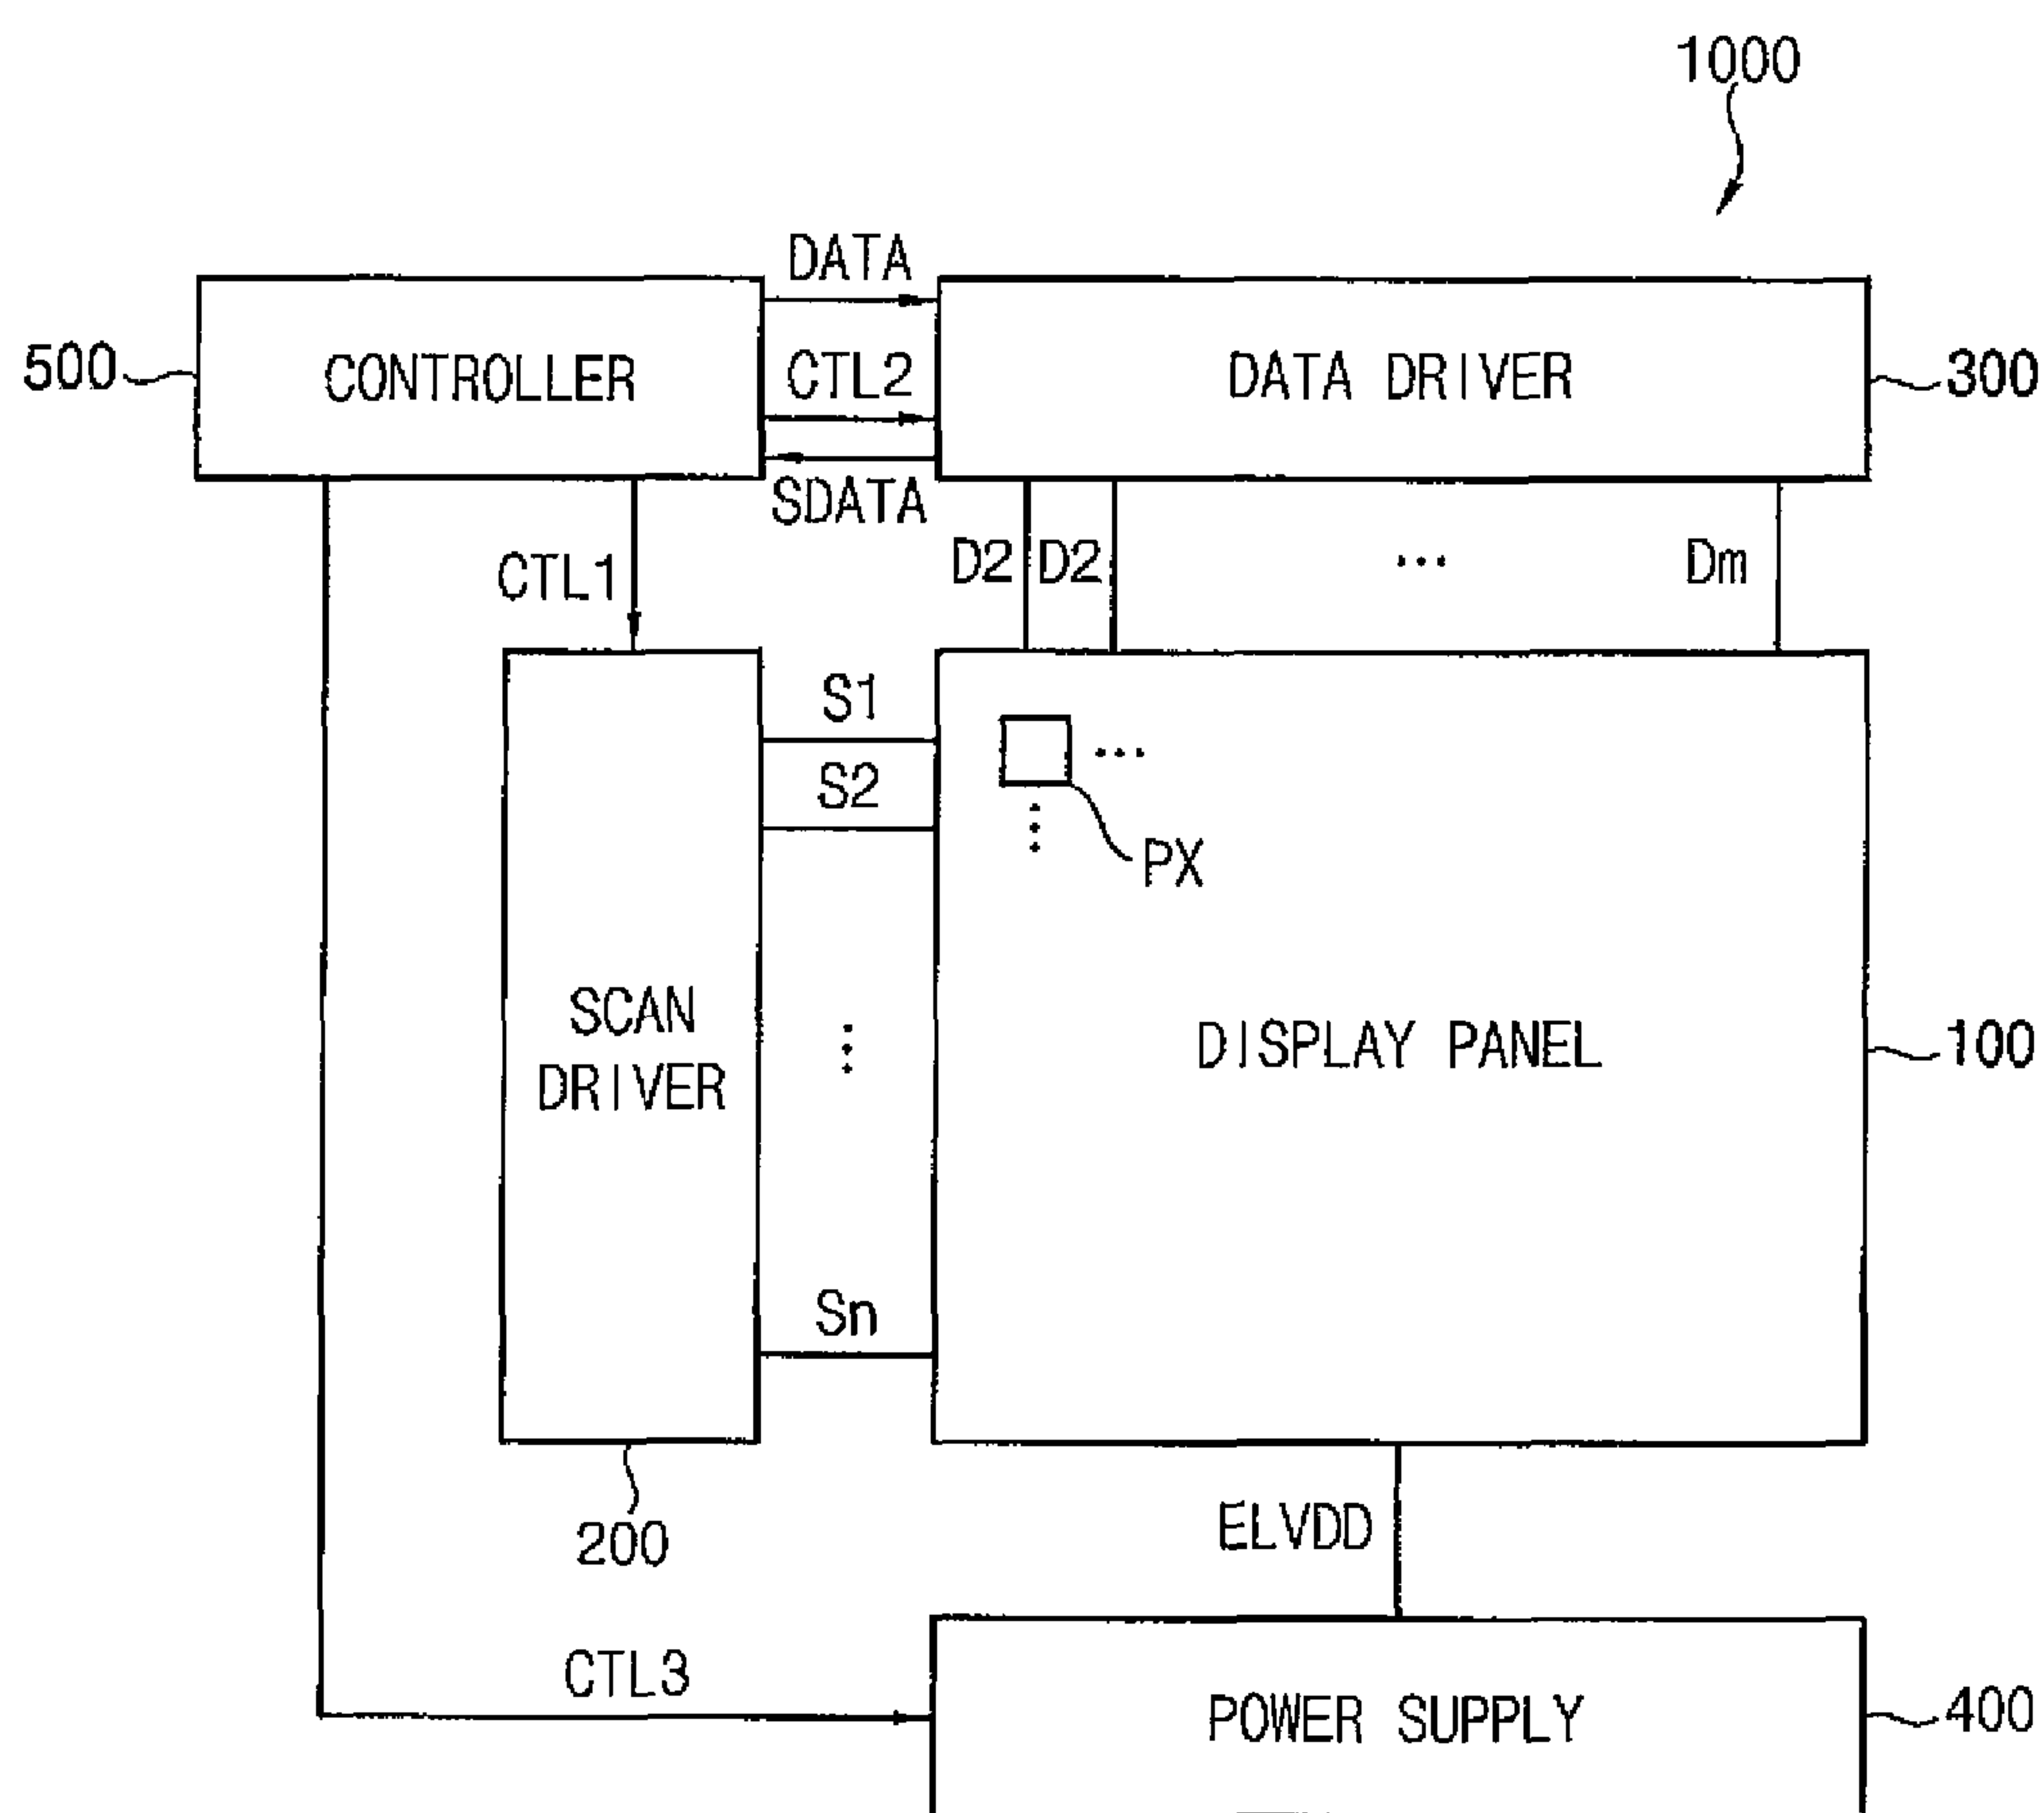 1000
DATA
500
CONTROLLER
CTL2
DATA DRIVER
300
SDATA
CTL1
D2
D2
...
Dm
S1
S2
...
PX
SCAN
DRIVER
DISPLAY PANEL
100
Sn
200
ELVDD
CTL3
POWER SUPPLY
400